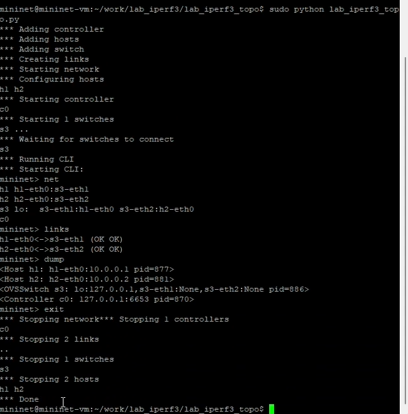 mininet@mininet-vm:~/work/lab_iperf3/lab_iperf3_topo$ sudo python lab_iperf3_top
o.py
*** Adding controller
*** Adding hosts
*** Adding switch
*** Creating links
*** Starting network
*** Configuring hosts
h1 h2
*** Starting controller
c0
*** Starting 1 switches
s3 ...
*** Waiting for switches to connect
s3
*** Running CLI
*** Starting CLI:
mininet> net
h1 h1-eth0:s3-eth1
h2 h2-eth0:s3-eth2
s3 lo:  s3-eth1:h1-eth0 s3-eth2:h2-eth0
c0
mininet> links
h1-eth0<->s3-eth1 (OK OK)
h2-eth0<->s3-eth2 (OK OK)
mininet> dump
<Host h1: h1-eth0:10.0.0.1 pid=877>
<Host h2: h2-eth0:10.0.0.2 pid=881>
<OVSSwitch s3: lo:127.0.0.1,s3-eth1:None,s3-eth2:None pid=886>
<Controller c0: 127.0.0.1:6653 pid=870>
mininet> exit
*** Stopping network*** Stopping 1 controllers
c0
*** Stopping 2 links
..
*** Stopping 1 switches
s3
*** Stopping 2 hosts
h1 h2
*** Done
mininet@mininet-vm:~/work/lab_iperf3/lab_iperf3_topo$